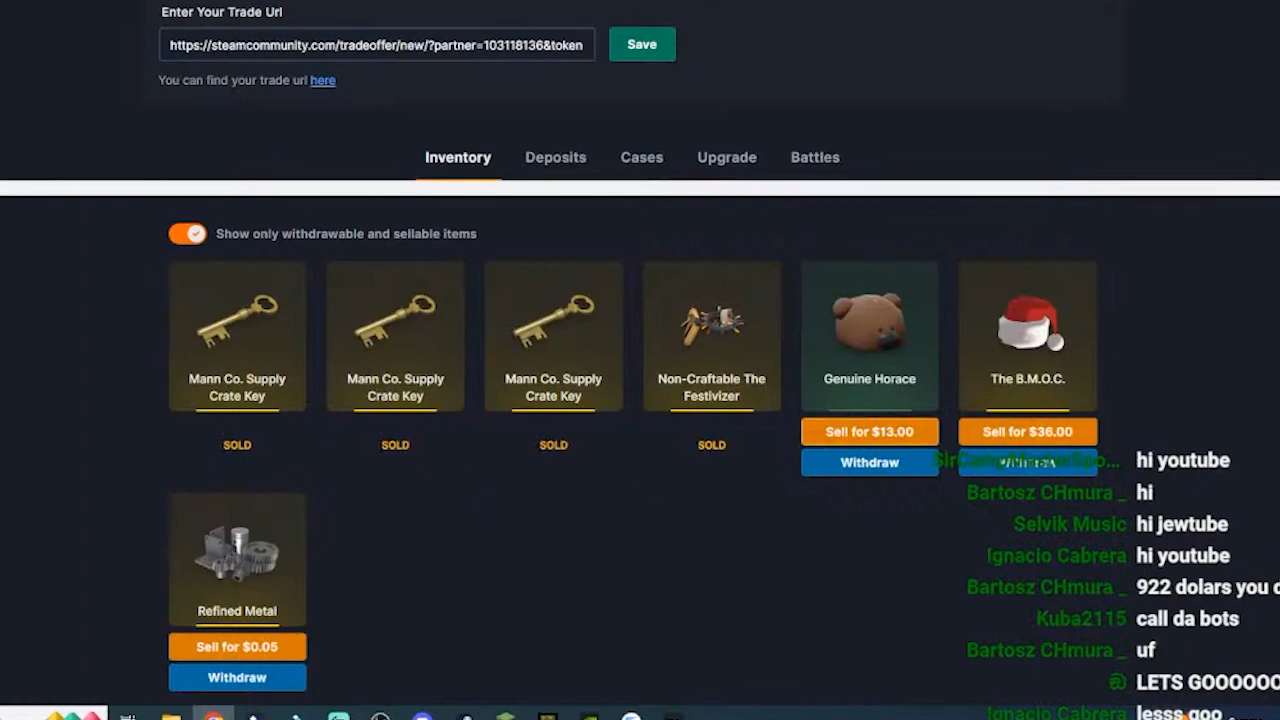 Enter Your Trade Url
https://steamcommunity.com/tradeoffer/new/?partner=103118136&token
Save
You can find your trade url here
Inventory Deposits Cases Upgrade Battles
Show only withdrawable and sellable items
Mann Co. Supply
Crate Key
SOLD
Mann Co. Supply
Crate Key
SOLD
Mann Co. Supply
Crate Key
SOLD
Non-Craftable The
Festivizer
SOLD
Genuine Horace
Sell for $13.00
Withdraw
The B.M.O.C.
Sell for $36.00
Refined Metal
Sell for $0.05
Withdraw
hi youtube
Bartosz CHmura _ hi
Selvik Music hi jewtube
Ignacio Cabrera hi youtube
Bartosz CHmura _ 922 dolars you
Kuba2115 call da bots
Bartosz CHmura _ uf
LETS GOOOOOO
Ignacio Cabrera lesss goo